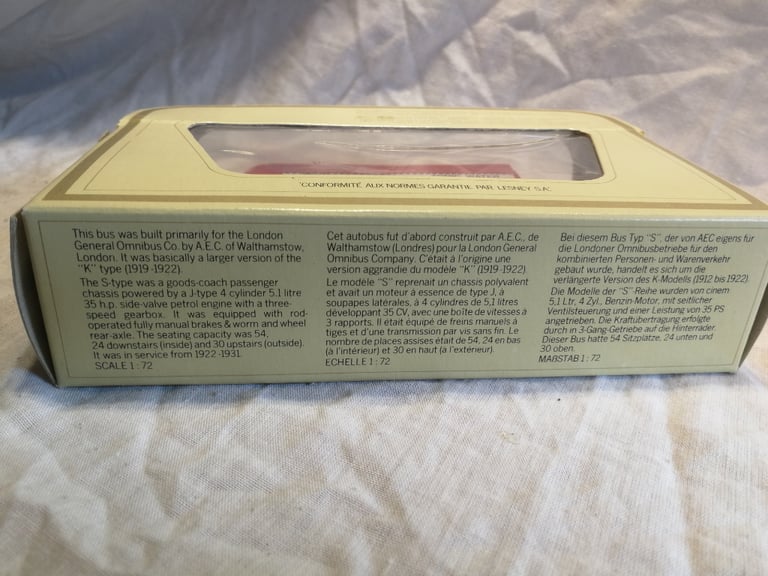 'CONFORMITÉ AUX NORMES GARANTIE PAR LESNEY S.A.'.
This bus was built primarily for the London
General Omnibus Co. by A.E.C. of Walthamstow,
London. It was basically a larger version of the
"K" type (1919-1922).
The S-type was a goods-coach passenger
chassis powered by a J-type 4 cylinder 5.1 litre
35 h.p. side-valve petrol engine with a three-
speed gearbox. It was equipped with rod-
operated fully manual brakes & worm and wheel
rear-axle. The seating capacity was 54,
24 downstairs (inside) and 30 upstairs (outside).
It was in service from 1922-1931.
SCALE 1 : 72
Cet autobus fut d'abord construit par A.E.C., de
Walthamstow (Londres) pour la London General
Omnibus Company. C'était à l'origine une
version aggrandie du modèle "K" (1919-1922).
Le modèle "S" reprenait un chassis polyvalent
et avait un moteur à essence de type J, à
soupapes latérales, à 4 cylindres de 5,1 litres
développant 35 CV, avec une boîte de vitesses à
3 rapports. Il était équipé de freins manuels à
tiges et d'une transmission par vis sans fin. Le
nombre de places assises était de 54, 24 en bas
(à l'intérieur) et 30 en haut (à l'extérieur).
ECHELLE 1 : 72
Bei diesem Bus Typ "S", der von AEC eigens für
die Londoner Omnibusbetriebe für den
kombinierten Personen- und Warenverkehr
gebaut wurde, handelt es sich um die
verlängerte Version des K-Modells (1912 bis 1922).
Die Modelle der "S" Reihe wurden von einem
5,1 Ltr, 4 Zyl., Benzin-Motor, mit seitlicher
Ventilsteuerung und einer Leistung von 35 PS
angetrieben. Die Kraftübertragung erfolgte
durch in 3-Gang-Getriebe auf die Hinterräder.
Dieser Bus hatte 54 Sitzplätze, 24 unten und
30 oben.
MAßSTAB 1 : 72